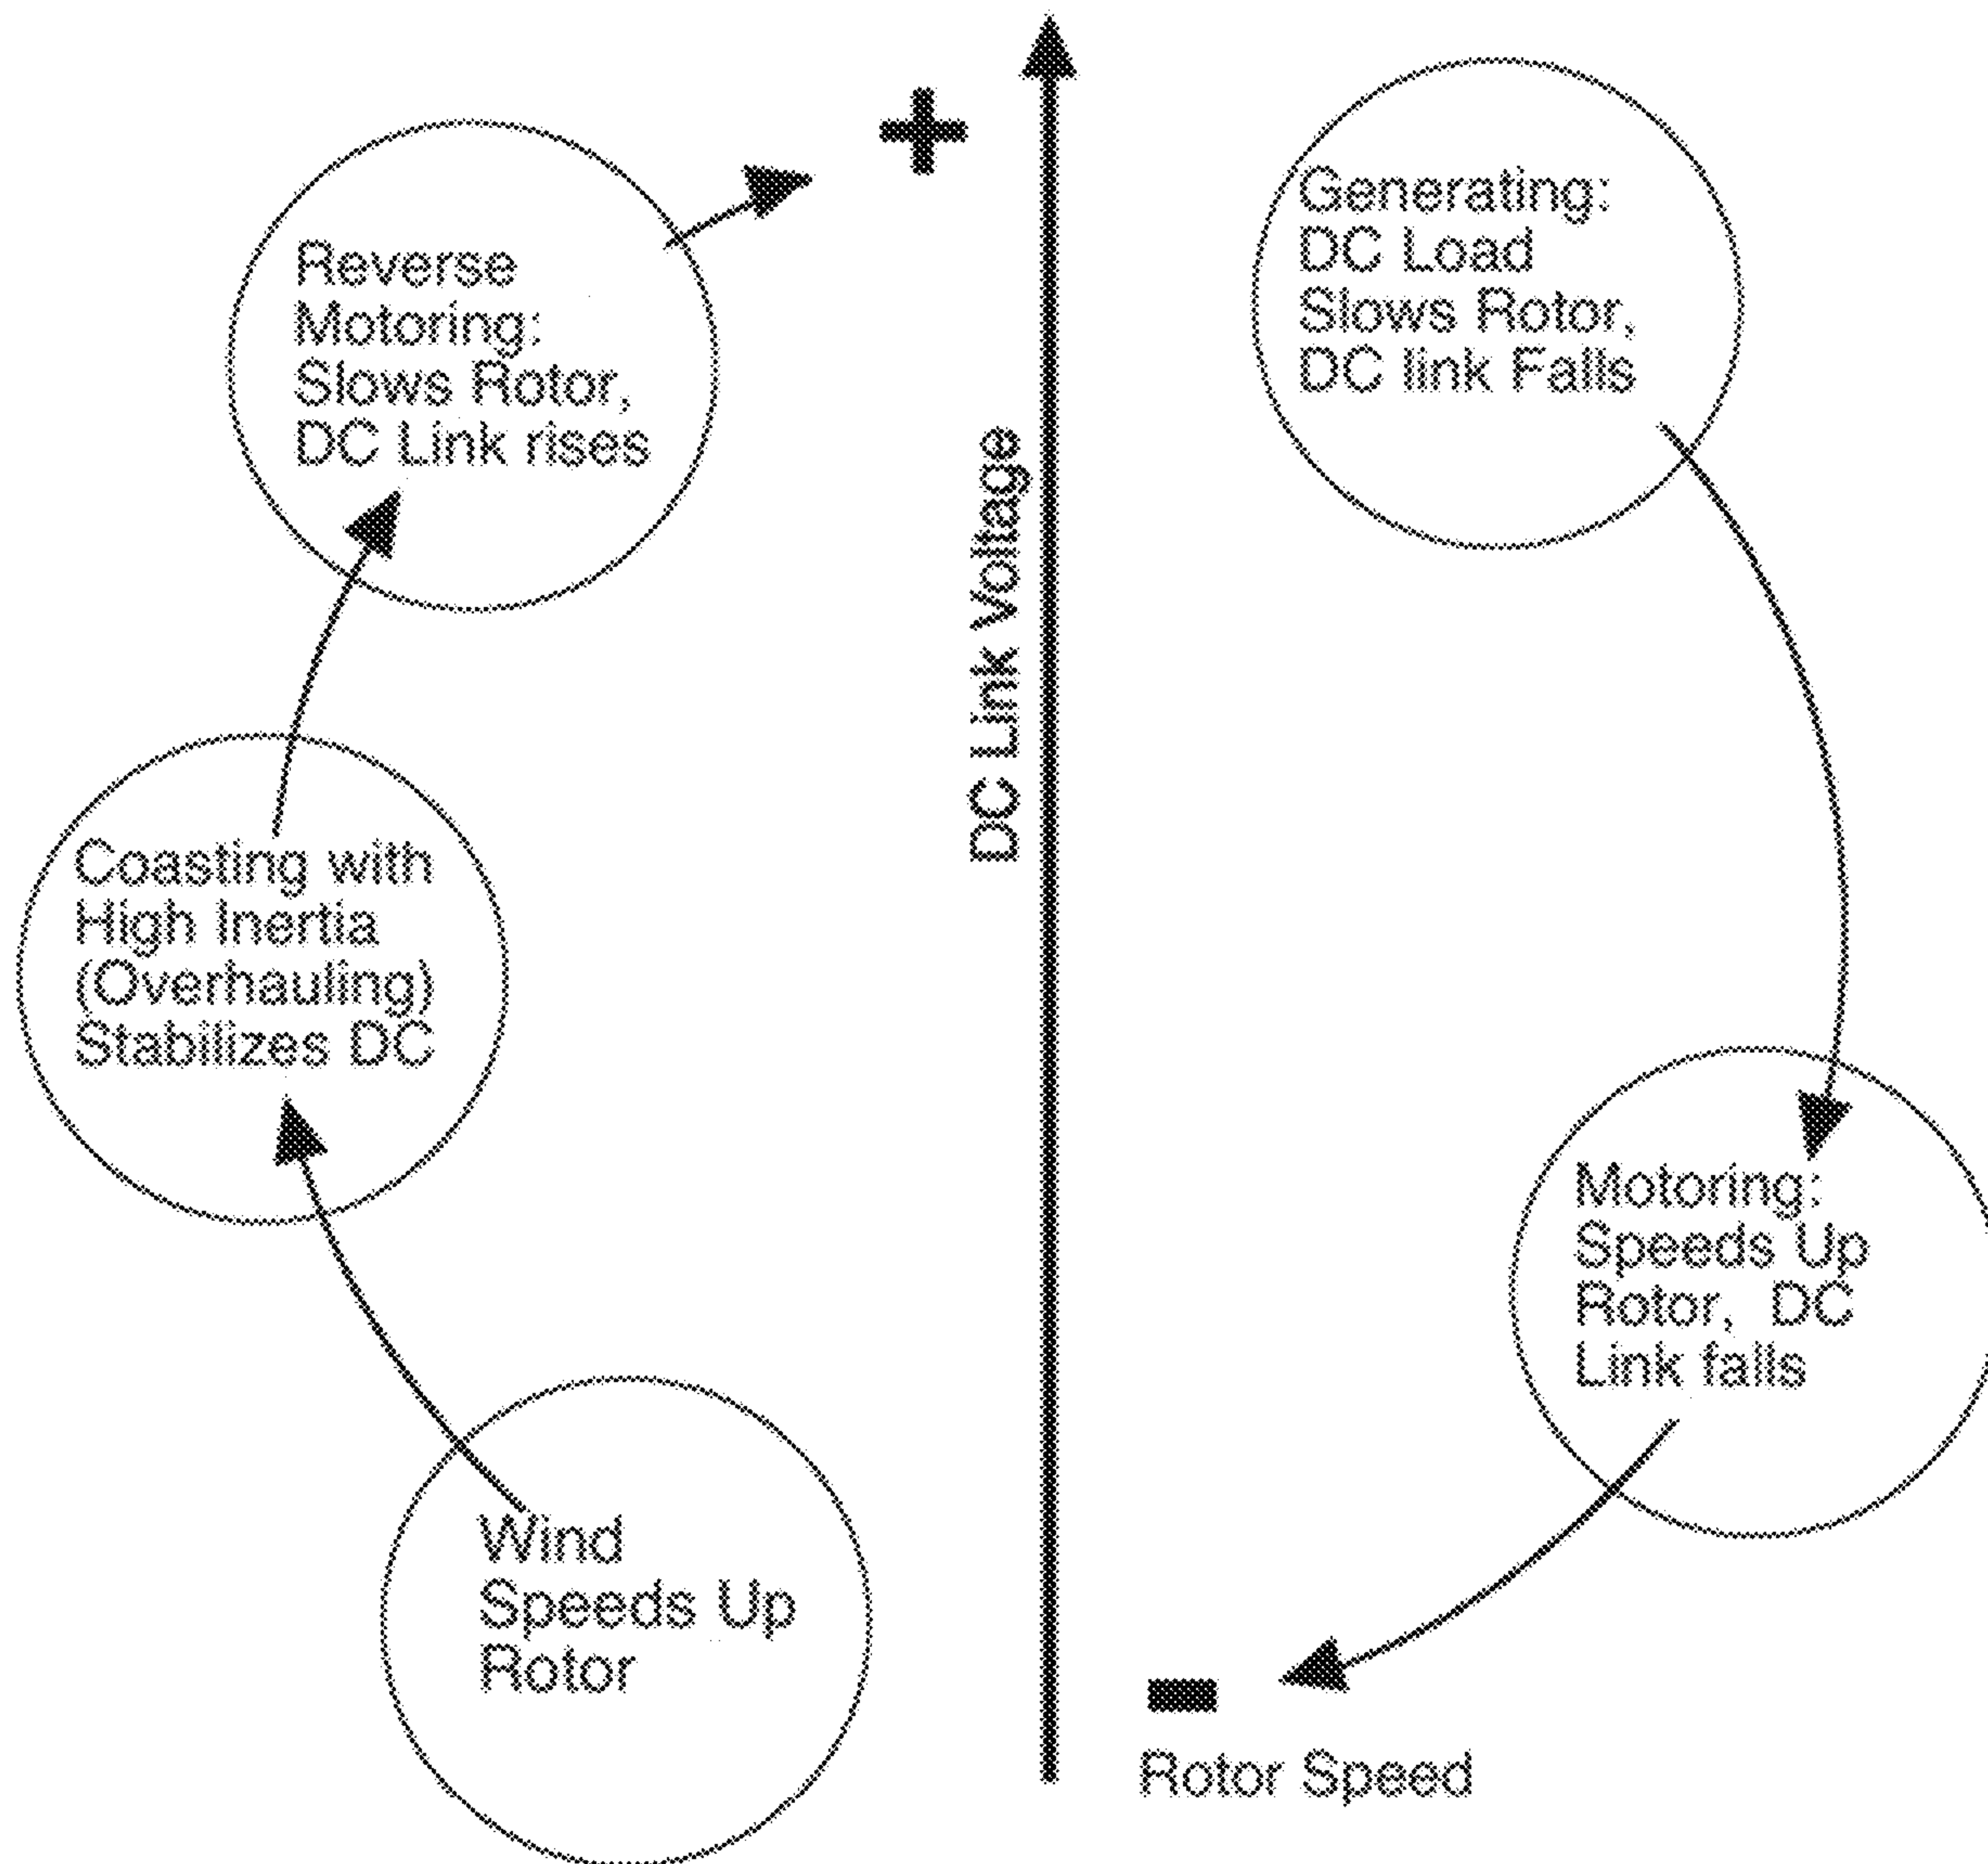 +
Reverse
Motoring:
Slows Rotor,
DC Link rises
Coasting with
High Inertia
(Overhauling)
Stabilizes DC
Wind
Speeds Up
Rotor
DC Link Voltage
Generating:
DC Load
Slows Rotor,
DC link Falls
Motoring:
Speeds Up
Rotor, DC
Link falls
-
Rotor Speed